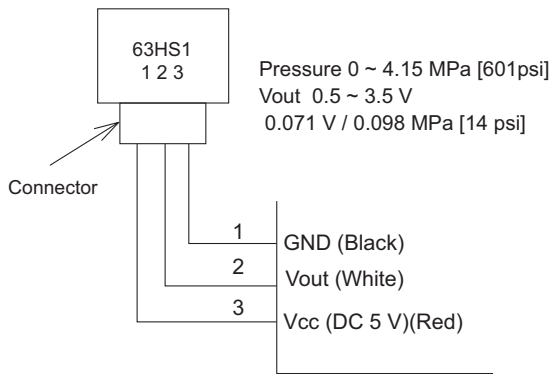 63HS1
1 2 3
Pressure 0 ~ 4.15 MPa [601psi]
Vout 0.5 ~ 3.5 V
0.071 V / 0.098 MPa [14 psi]
Connector
1
GND (Black)
2
Vout (White)
3
Vcc (DC 5 V)(Red)